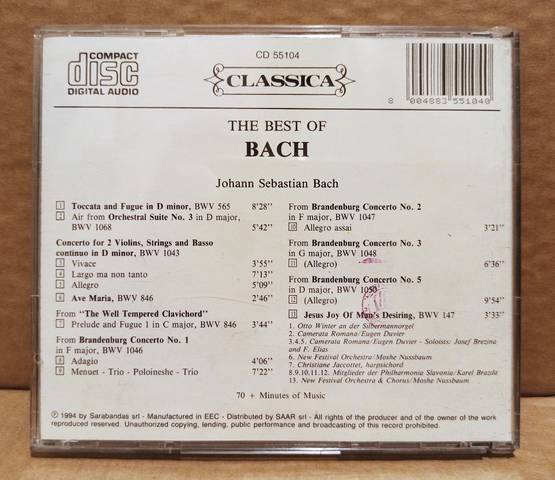 COMPACT
disc
DIGITAL AUDIO
CD 55104
CLASSICA
8 004883 551040
THE BEST OF
BACH
Johann Sebastian Bach
1 Toccata and Fugue in D minor, BWV 565 8'28"
2 Air from Orchestral Suite No. 3 in D major,
BWV 1068 5'42"
Concerto for 2 Violins, Strings and Basso
continuo in D minor, BWV 1043
3 Vivace 3'55"
4 Largo ma non tanto 7'13"
5 Allegro 5'09"
6 Ave Maria, BWV 846 2'46"
From "The Well Tempered Clavichord"
7 Prelude and Fugue 1 in C major, BWV 846 3'44"
From Brandenburg Concerto No. 1
in F major, BWV 1046
8 Adagio 4'06"
9 Menuet - Trio - Poloineshe - Trio 7'22"
From Brandenburg Concerto No. 2
in F major, BWV 1047
10 Allegro assai 3'21"
From Brandenburg Concerto No. 3
in G major, BWV 1048
11 (Allegro) 6'36"
From Brandenburg Concerto No. 5
in D major, BWV 1050
12 (Allegro) 9'54"
13 Jesus Joy Of Man's Desiring, BWV 147 3'33"
1. Otto Winter an der Silbermannorgel
2. Camerata Romana/Eugen Duvier
3.4.5. Camerata Romana/Eugen Duvier - Soloists: Josef Brezina
and F. Elias
6. New Festival Orchestra/Moshe Nussbaum
7. Christiane Jaccottet, harpsichord
8.9.10.11.12. Mitglieder der Philharmonia Slavonia/Karel Brazda
13. New Festival Orchestra & Chorus/Moshe Nussbaum
70 + Minutes of Music
℗ 1994 by Sarabandas srl - Manufactured in EEC - Distributed by SAAR srl - All rights of the producer and of the owner of the work
reproduced reserved. Unauthorized copying, lending, public performance and broadcasting of this record prohibited.